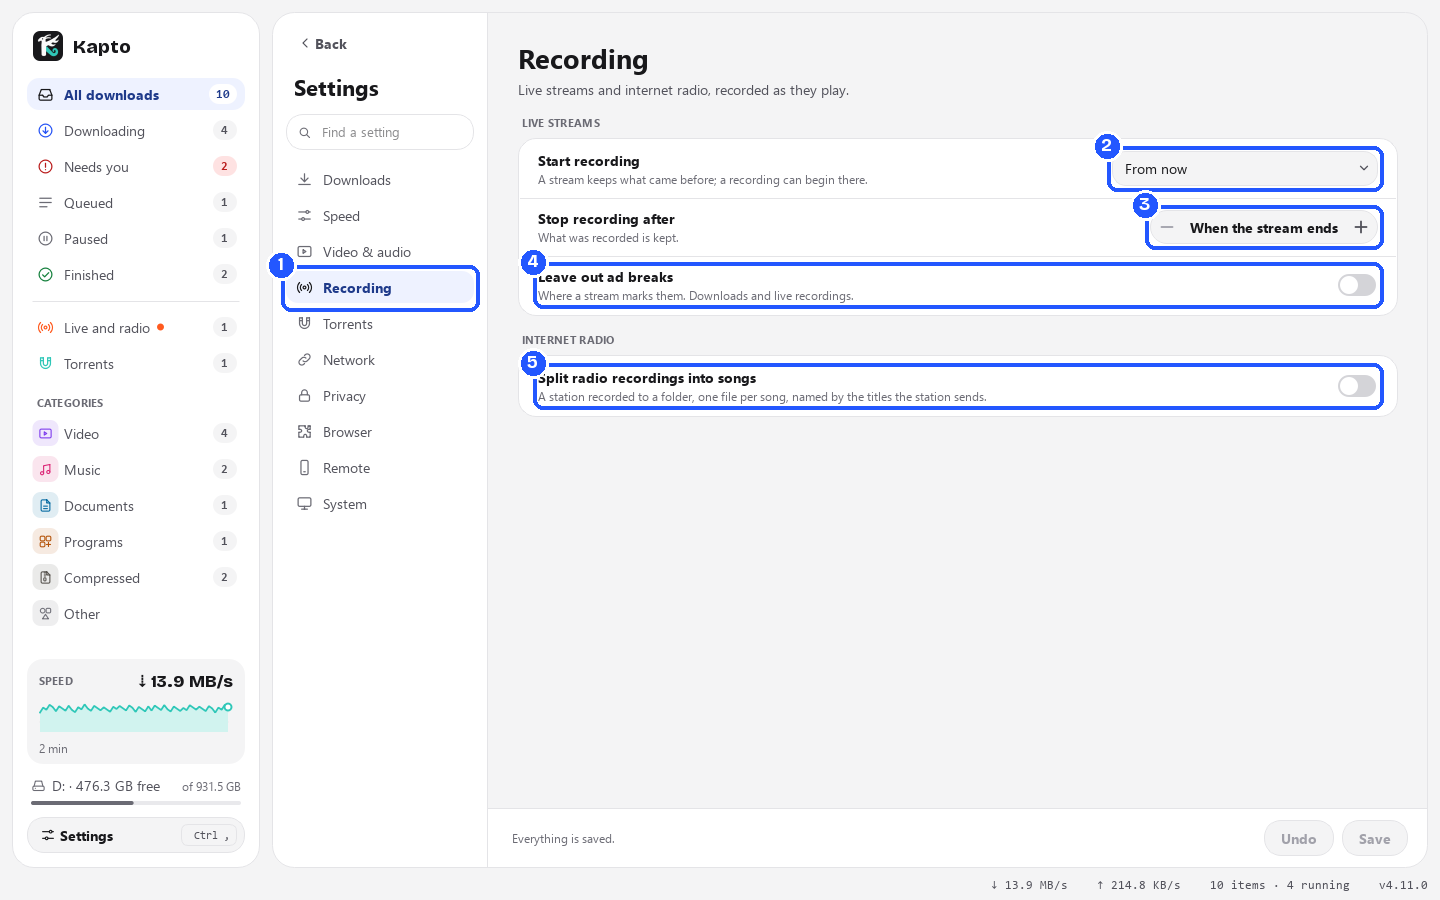 Kapto
All downloads 10
Downloading 4
Needs you 2
Queued 1
Paused 1
Finished 2
Live and radio 1
Torrents 1
CATEGORIES
Video 4
Music 2
Documents 1
Programs 1
Compressed 2
Other
SPEED ↓ 13.9 MB/s
2 min
D: · 476.3 GB free of 931.5 GB
Settings Ctrl ,
Back
Settings
Find a setting
Downloads
Speed
Video & audio
1
Recording
Torrents
Network
Privacy
Browser
Remote
System
Recording
Live streams and internet radio, recorded as they play.
LIVE STREAMS
2
Start recording From now
A stream keeps what came before; a recording can begin there.
3
Stop recording after When the stream ends
What was recorded is kept.
4
Leave out ad breaks
Where a stream marks them. Downloads and live recordings.
INTERNET RADIO
5
Split radio recordings into songs
A station recorded to a folder, one file per song, named by the titles the station sends.
Everything is saved. Undo Save
↓ 13.9 MB/s ↑ 214.8 KB/s 10 items · 4 running v4.11.0